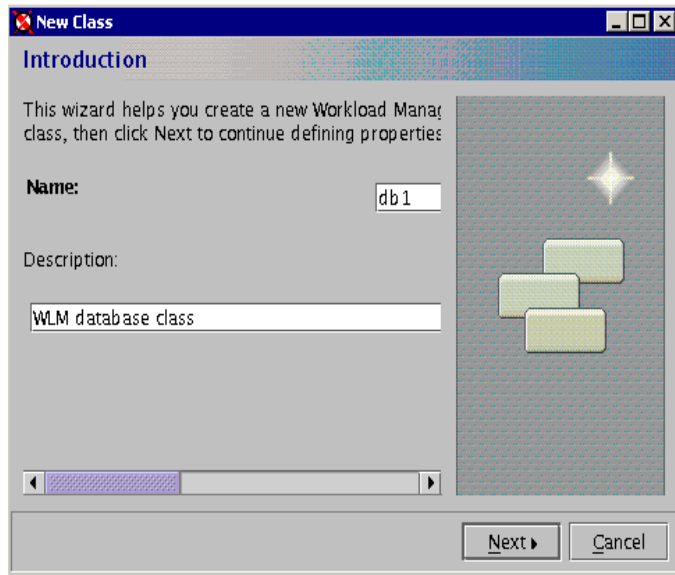 New Class
Introduction
This wizard helps you create a new Workload Manag
class, then click Next to continue defining properties
Name:
db1
Description:
WLM database class
Next
Cancel